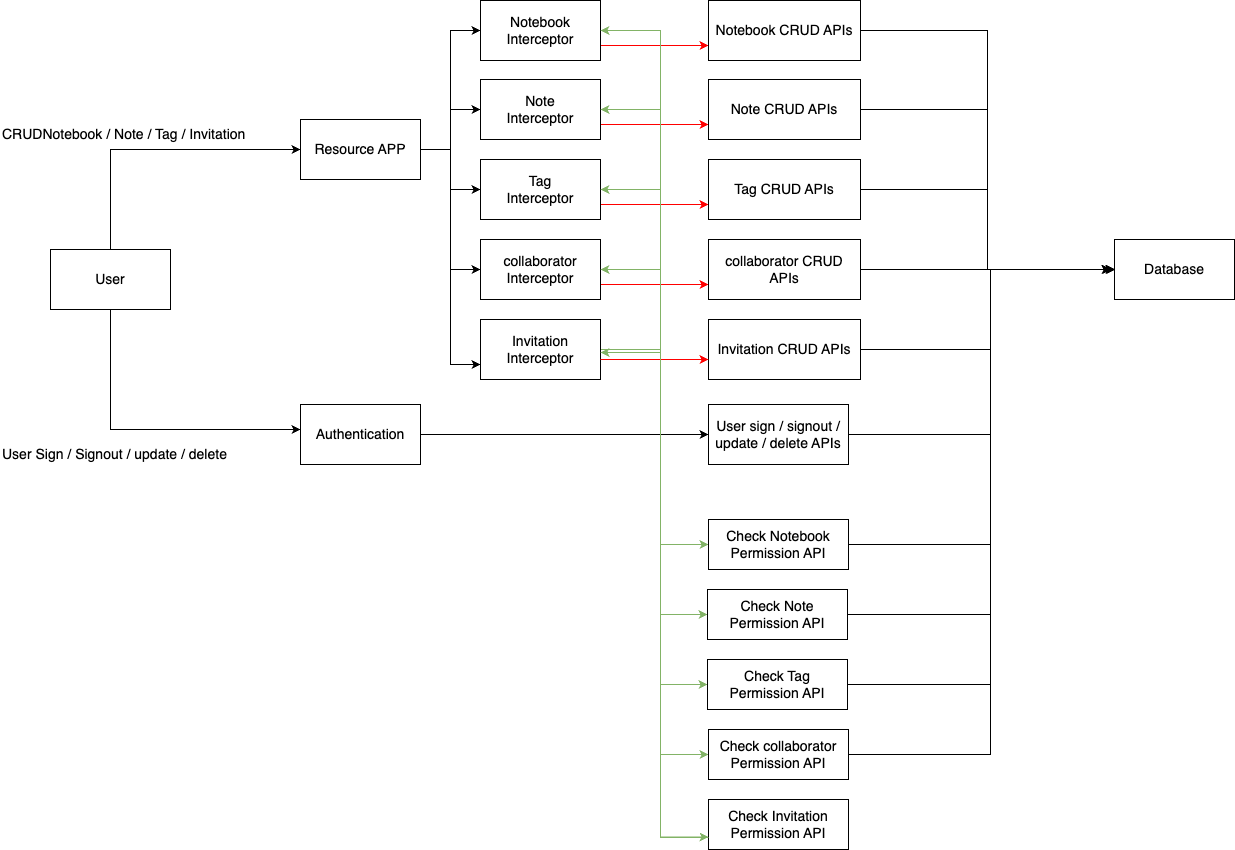 Notebook
Interceptor
Notebook CRUD APIs
Note
Interceptor
Note CRUD APIs
CRUDNotebook / Note / Tag / Invitation
Resource APP
Tag
Interceptor
Tag CRUD APIs
collaborator
Interceptor
collaborator CRUD
APIs
Database
User
Invitation
Interceptor
Invitation CRUD APIs
Authentication
User sign / signout /
update / delete APIs
User Sign / Signout / update / delete
Check Notebook
Permission API
Check Note
Permission API
Check Tag
Permission API
Check collaborator
Permission API
Check Invitation
Permission API